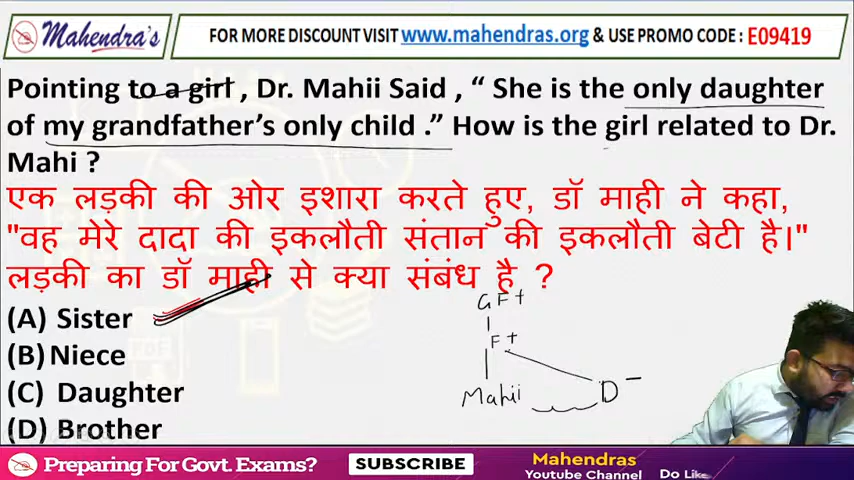 Mahendra's
FOR MORE DISCOUNT VISIT www.mahendras.org & USE PROMO CODE : E09419
Pointing to a girl , Dr. Mahii Said , “ She is the only daughter
of my grandfather’s only child .” How is the girl related to Dr.
Mahi ?
एक लड़की की ओर इशारा करते हुए, डॉ माही ने कहा,
"वह मेरे दादा की इकलौती संतान की इकलौती बेटी है।"
लड़की का डॉ माही से क्या संबंध है ?
(A) Sister
(B) Niece
(C) Daughter
(D) Brother
GF+
F+
Mahii D −
Preparing For Govt. Exams? SUBSCRIBE Mahendras
YouTube Channel Do Like